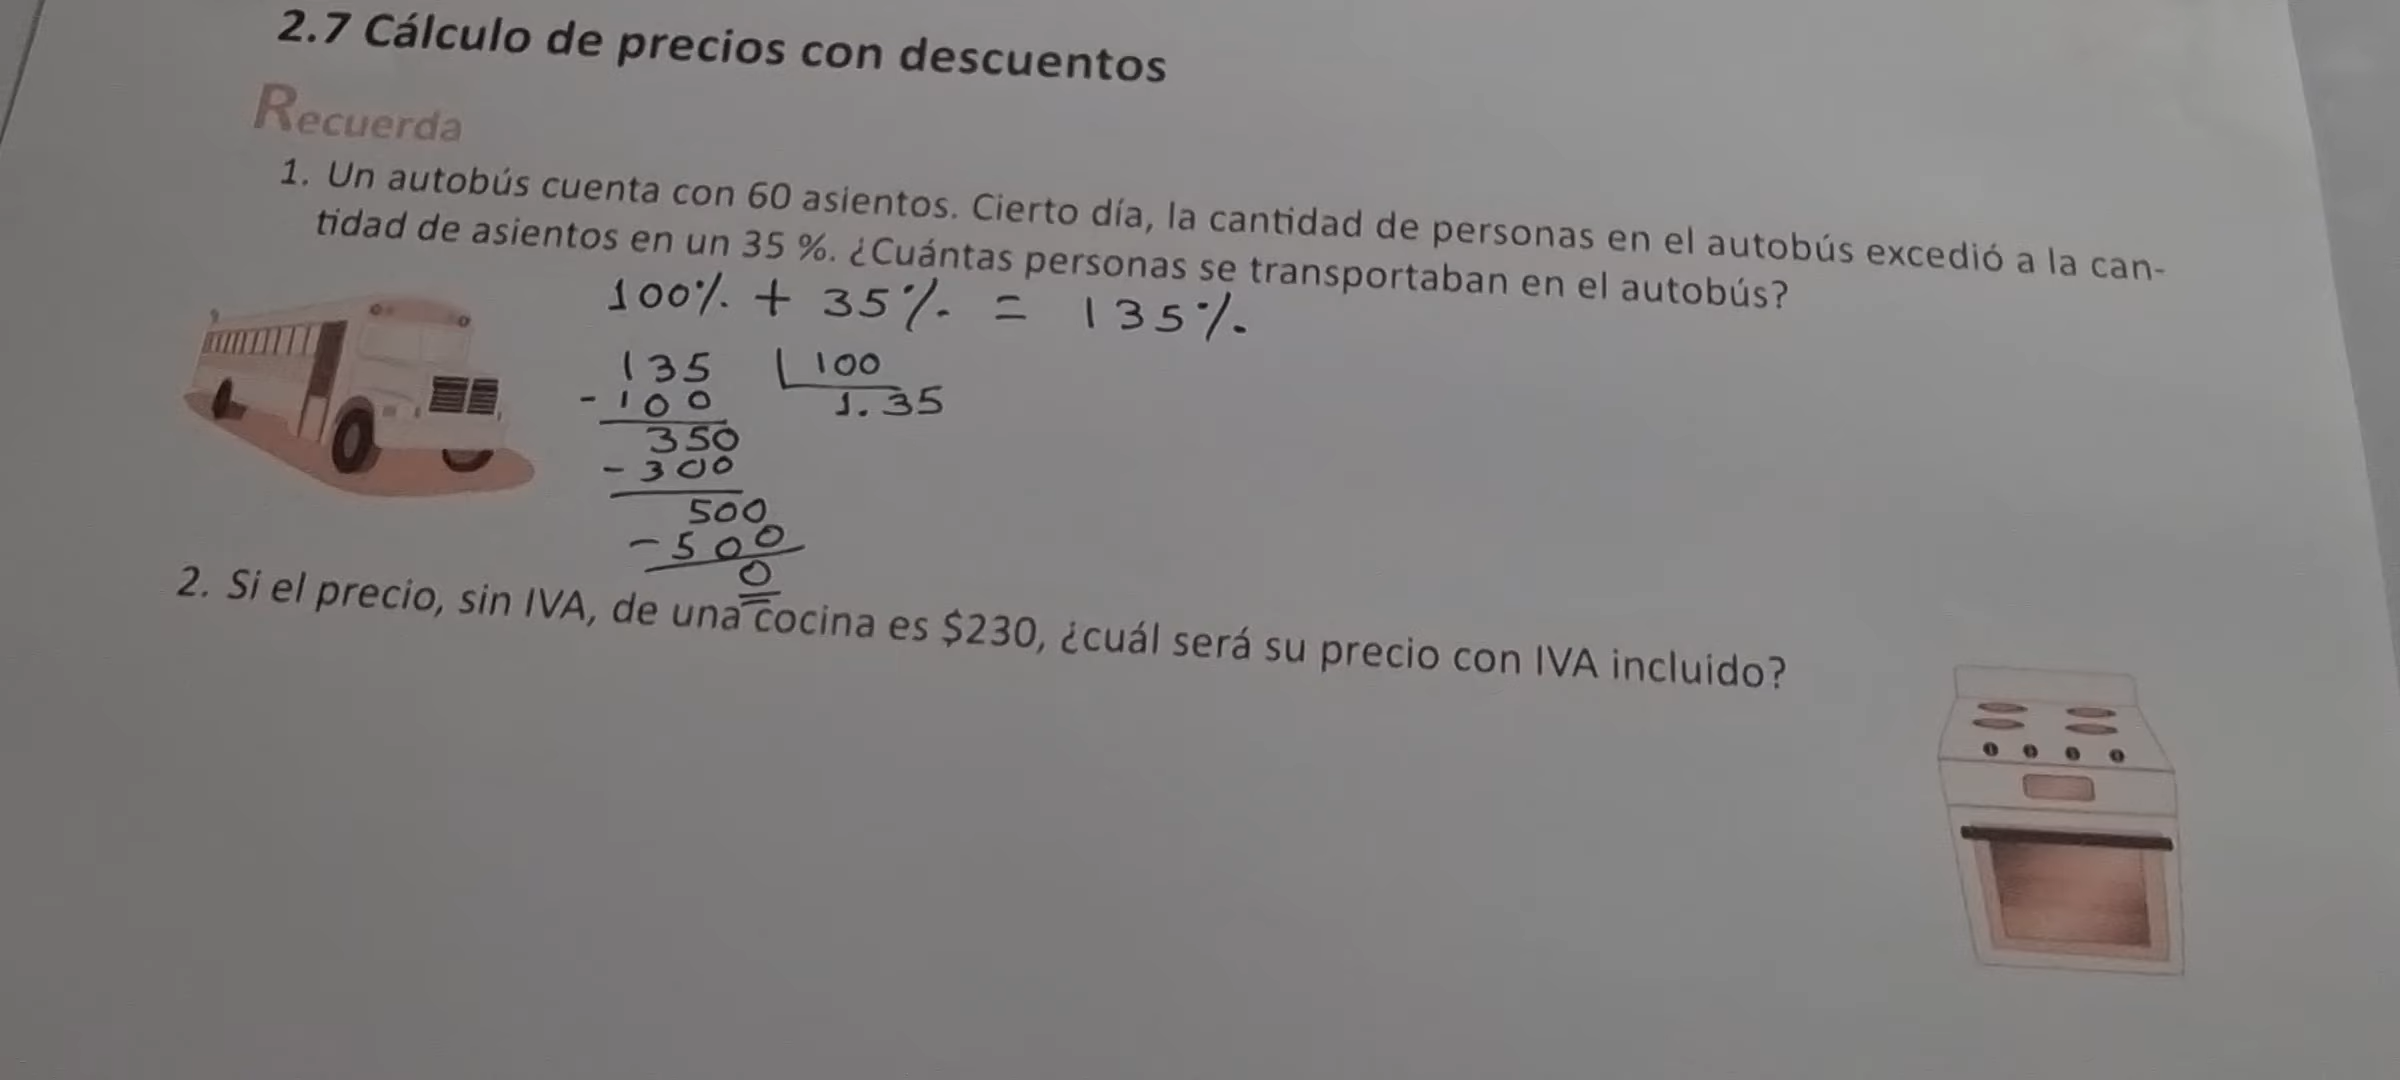 2.7 Cálculo de precios con descuentos
Recuerda
1. Un autobús cuenta con 60 asientos. Cierto día, la cantidad de personas en el autobús excedió a la can-
tidad de asientos en un 35 %. ¿Cuántas personas se transportaban en el autobús?
100% + 35% = 135%
135 100
- 100 1.35
350
- 300
500
- 500
0
2. Si el precio, sin IVA, de una cocina es $230, ¿cuál será su precio con IVA incluido?